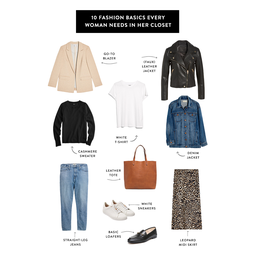 10 FASHION BASICS EVERY
WOMAN NEEDS IN HER CLOSET
GO-TO
BLAZER
(FAUX)
LEATHER
JACKET
CASHMERE
SWEATER
WHITE
T-SHIRT
DENIM
JACKET
LEATHER
TOTE
WHITE
SNEAKERS
STRAIGHT-LEG
JEANS
BASIC
LOAFERS
LEOPARD
MIDI SKIRT